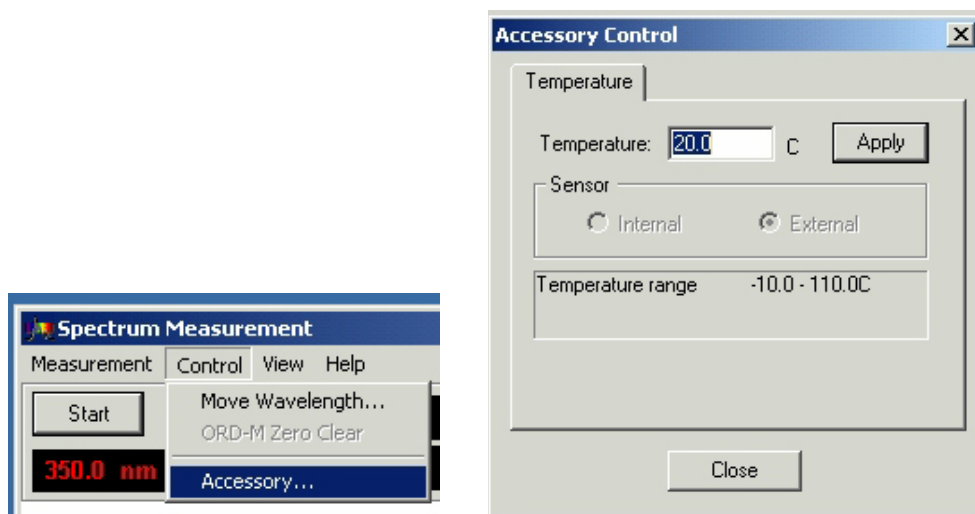 Accessory Control
Temperature
Temperature: 20.0 C Apply
Sensor
Internal External
Temperature range -10.0 - 110.0C
Close
Spectrum Measurement
Measurement Control View Help
Start
Move Wavelength...
ORD-M Zero Clear
350.0 nm
Accessory...